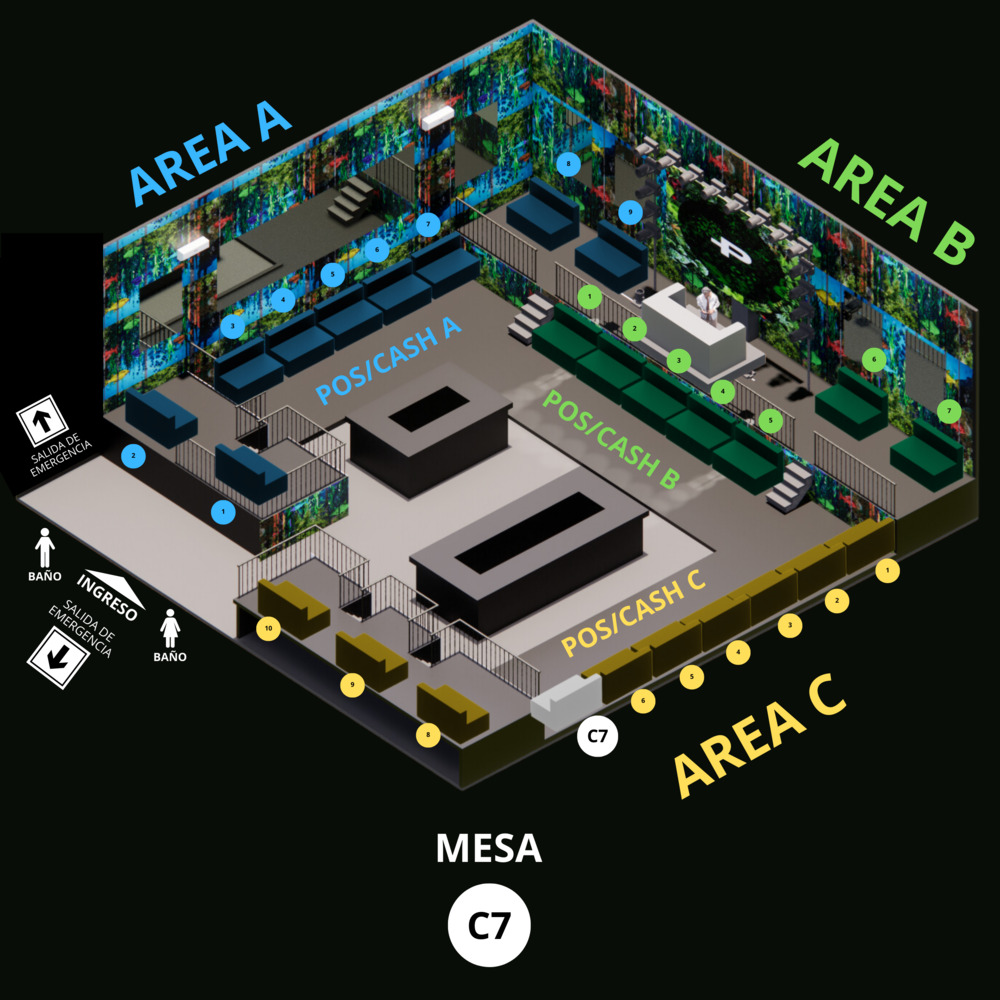 AREA A
AREA B
8
9
7
6
5
4
3
1
2
3
4
5
6
7
POS/CASH A
POS/CASH B
SALIDA DE
EMERGENCIA
2
1
BAÑO
INGRESO
SALIDA DE
EMERGENCIA
BAÑO
POS/CASH C
1
2
3
4
5
6
C7
10
9
8
AREA C
MESA
C7